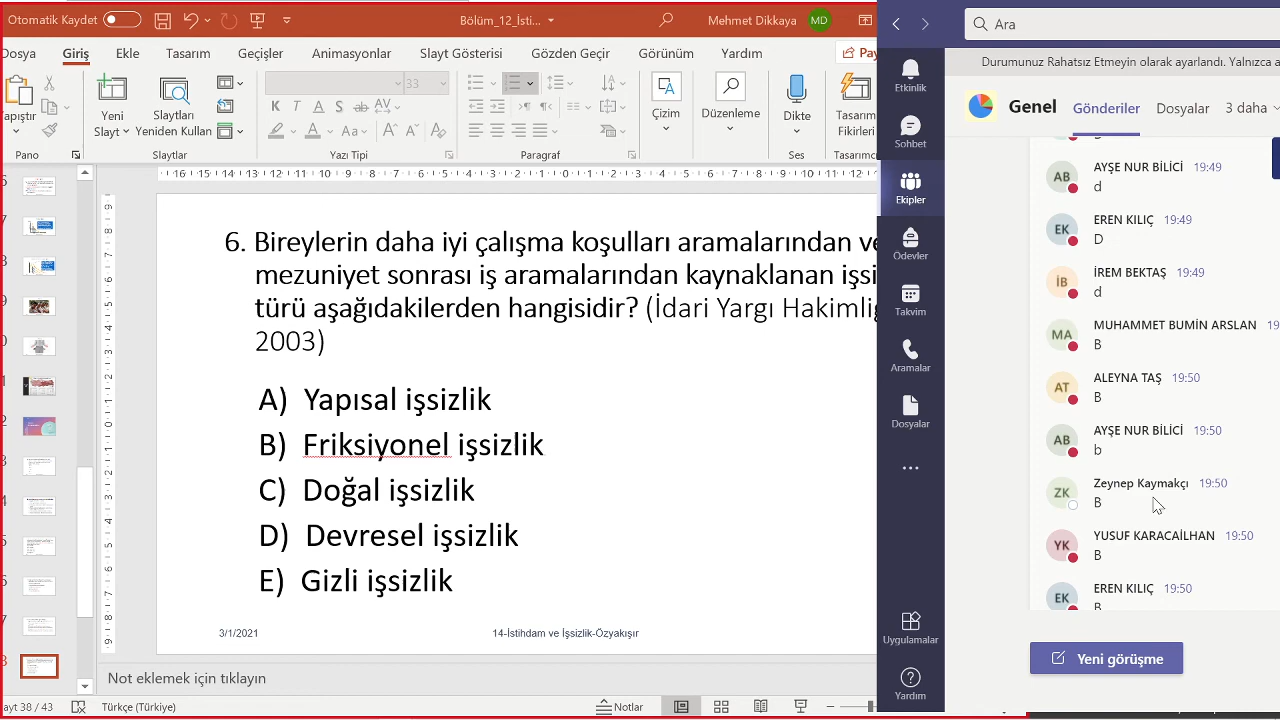 Otomatik Kaydet
Bölüm_12_İsti...
Mehmet Dikkaya
MD
Dosya Giriş Ekle Tasarım Geçişler Animasyonlar Slayt Gösterisi Gözden Geçir Görünüm Yardım
Pay
33
Yeni
Slayt
Slaytları
Yeniden Kullan
Çizim
Düzenleme
Dikte
Tasarım
Fikirleri
Pano
Slaytlar
Yazı Tipi
Paragraf
Ses
Tasarımc
6. Bireylerin daha iyi çalışma koşulları aramalarından ve
mezuniyet sonrası iş aramalarından kaynaklanan işsi
türü aşağıdakilerden hangisidir? (İdari Yargı Hakimliğ
2003)
A) Yapısal işsizlik
B) Friksiyonel işsizlik
C) Doğal işsizlik
D) Devresel işsizlik
E) Gizli işsizlik
3/1/2021
14-İstihdam ve İşsizlik-Özyakışır
Not eklemek için tıklayın
ayt 38 / 43
Türkçe (Türkiye
Notlar
Ara
Durumunuz Rahatsız Etmeyin olarak ayarlandı. Yalnızca a
Etkinlik
Sohbet
Ekipler
Ödevler
Takvim
Aramalar
Dosyalar
Uygulamalar
Yardım
Genel Gönderiler Dosyalar 3 daha
AB AYŞE NUR BİLİCİ 19:49
d
EK EREN KILIÇ 19:49
D
İB İREM BEKTAŞ 19:49
d
MA MUHAMMET BUMİN ARSLAN 19
B
AT ALEYNA TAŞ 19:50
B
AB AYŞE NUR BİLİCİ 19:50
b
ZK Zeynep Kaymakçı 19:50
B
YK YUSUF KARACAİLHAN 19:50
B
EK EREN KILIÇ 19:50
B
Yeni görüşme